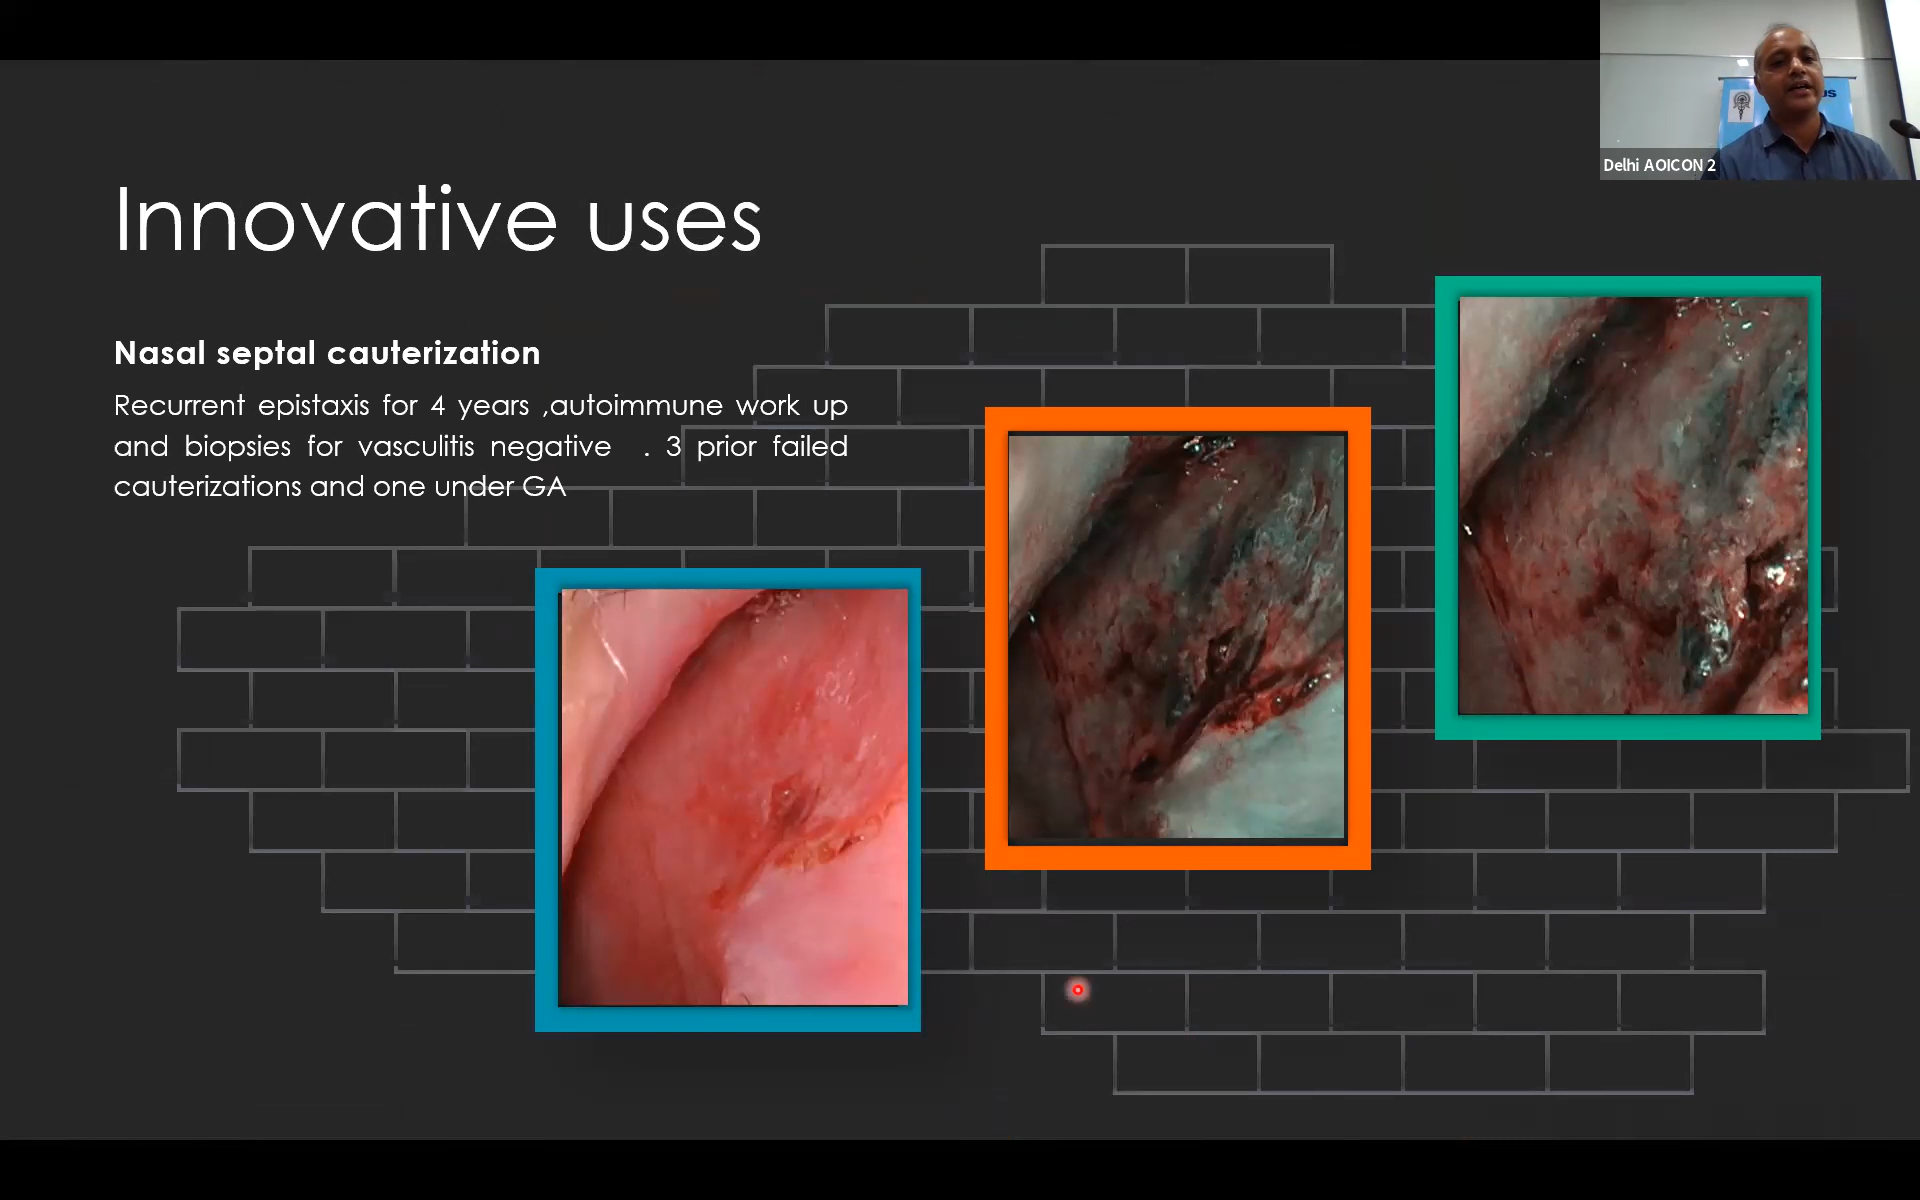 Innovative uses
Nasal septal cauterization
Recurrent epistaxis for 4 years ,autoimmune work up
and biopsies for vasculitis negative . 3 prior failed
cauterizations and one under GA
Delhi AOICON 2